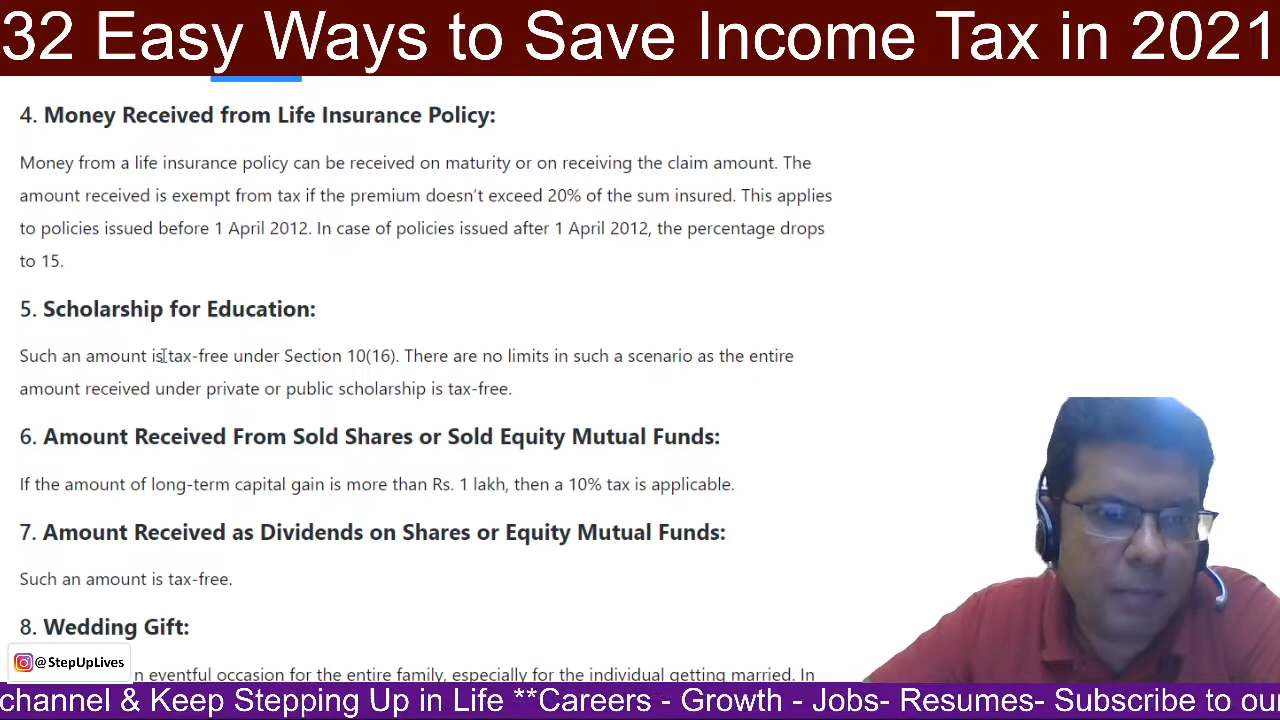 32 Easy Ways to Save Income Tax in 2021
4. Money Received from Life Insurance Policy:
Money from a life insurance policy can be received on maturity or on receiving the claim amount. The
amount received is exempt from tax if the premium doesn't exceed 20% of the sum insured. This applies
to policies issued before 1 April 2012. In case of policies issued after 1 April 2012, the percentage drops
to 15.
5. Scholarship for Education:
Such an amount is tax-free under Section 10(16). There are no limits in such a scenario as the entire
amount received under private or public scholarship is tax-free.
6. Amount Received From Sold Shares or Sold Equity Mutual Funds:
If the amount of long-term capital gain is more than Rs. 1 lakh, then a 10% tax is applicable.
7. Amount Received as Dividends on Shares or Equity Mutual Funds:
Such an amount is tax-free.
8. Wedding Gift:
@StepUpLives
n eventful occasion for the entire family, especially for the individual getting married. In
channel & Keep Stepping Up in Life **Careers - Growth - Jobs- Resumes- Subscribe to ou